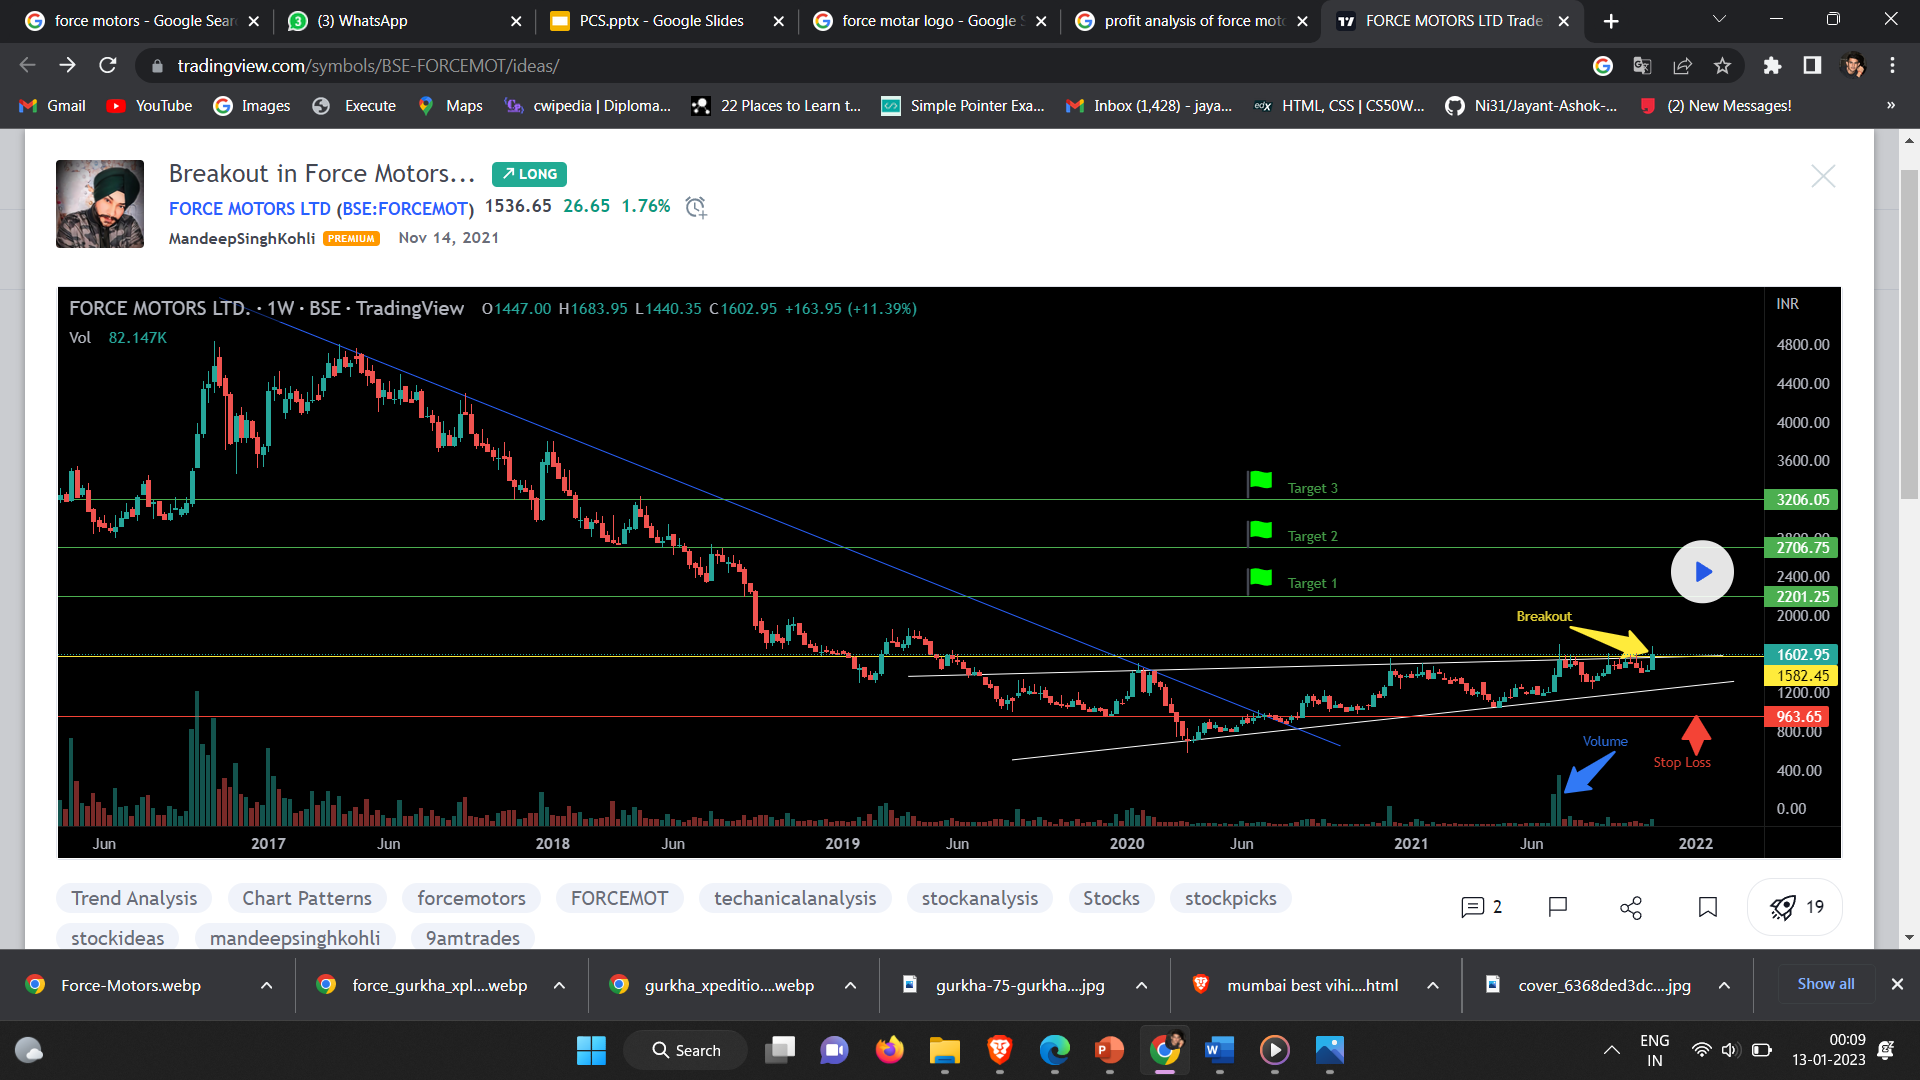 force motors - Google Sear
(3) WhatsApp
PCS.pptx - Google Slides
force motar logo - Google S
profit analysis of force moto
FORCE MOTORS LTD Trade
tradingview.com/symbols/BSE-FORCEMOT/ideas/
Gmail
YouTube
Images
Execute
Maps
cwipedia | Diploma...
22 Places to Learn t...
Simple Pointer Exa...
Inbox (1,428) - jaya...
edx
HTML, CSS | CS50W...
Ni31/Jayant-Ashok-...
(2) New Messages!
»
Breakout in Force Motors...
LONG
FORCE MOTORS LTD (BSE:FORCEMOT) 1536.65 26.65 1.76%
MandeepSinghKohli PREMIUM Nov 14, 2021
FORCE MOTORS LTD. · 1W · BSE · TradingView O1447.00 H1683.95 L1440.35 C1602.95 +163.95 (+11.39%)
Vol 82.147K
INR
4800.00
4400.00
4000.00
3600.00
Target 3
3206.05
Target 2
2706.75
2400.00
Target 1
2201.25
2000.00
Breakout
1602.95
1582.45
1200.00
963.65
800.00
Volume
Stop Loss
400.00
0.00
Jun 2017 Jun 2018 Jun 2019 Jun 2020 Jun 2021 Jun 2022
Trend Analysis
Chart Patterns
forcemotors
FORCEMOT
techanicalanalysis
stockanalysis
Stocks
stockpicks
2
19
stockideas
mandeepsinghkohli
9amtrades
Force-Motors.webp
force_gurkha_xpl....webp
gurkha_xpeditio....webp
gurkha-75-gurkha....jpg
mumbai best vihi....html
cover_6368ded3dc....jpg
Show all
Search
ENG
IN
00:09
13-01-2023